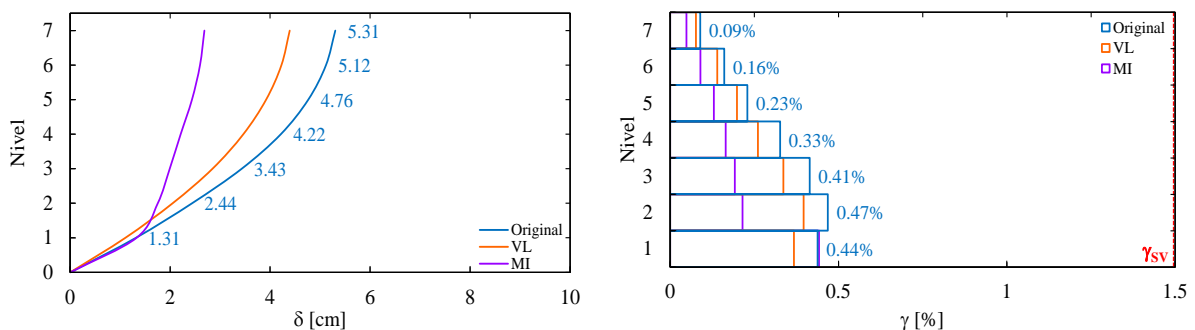 7
6
5
4
3
2
1
0
Nivel
5.31
5.12
4.76
4.22
3.43
2.44
1.31
Original
VL
MI
0 2 4 6 8 10
δ [cm]
7
6
5
4
3
2
1
Nivel
0.09%
0.16%
0.23%
0.33%
0.41%
0.47%
0.44%
Original
VL
MI
γSV
0 0.5 1 1.5
γ [%]